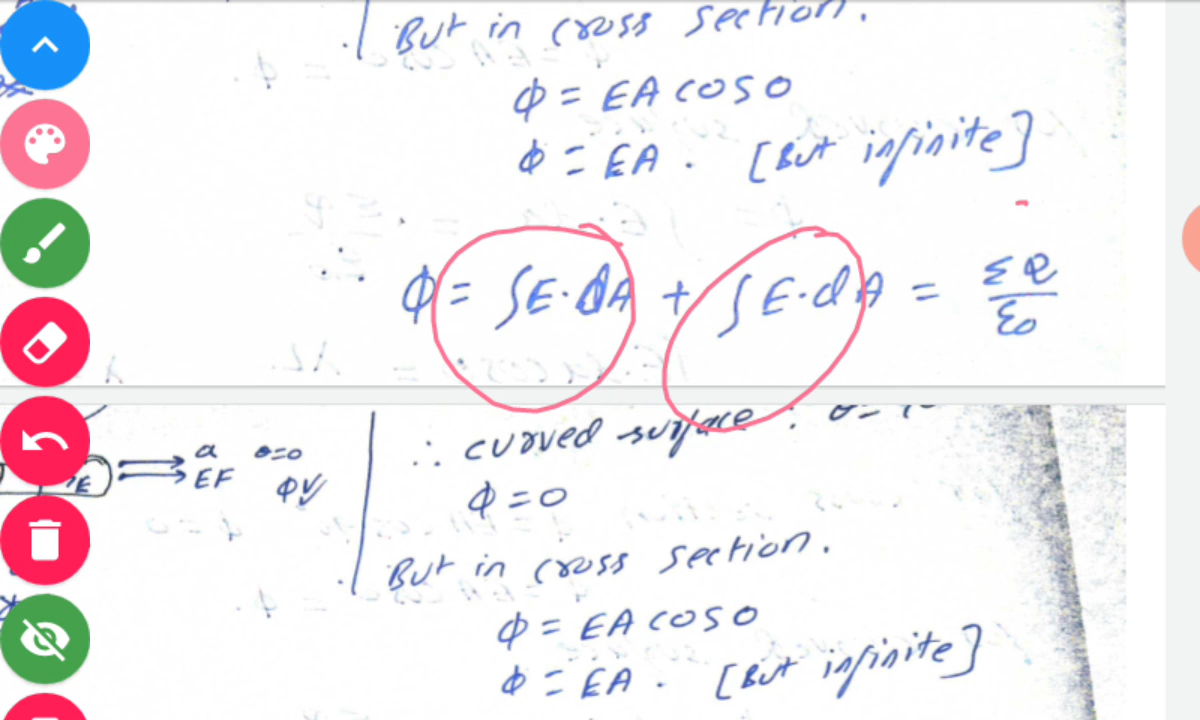 But in cross section.
ϕ = EA cos 0
ϕ = EA . [But infinite]
∴ ϕ = ∫E·dA + ∫E·dA = ΣQ/ε0
a θ=0
EF ϕ✓
∴ curved surface :
ϕ = 0
But in cross section.
ϕ = EA cos 0
ϕ = EA . [But infinite]